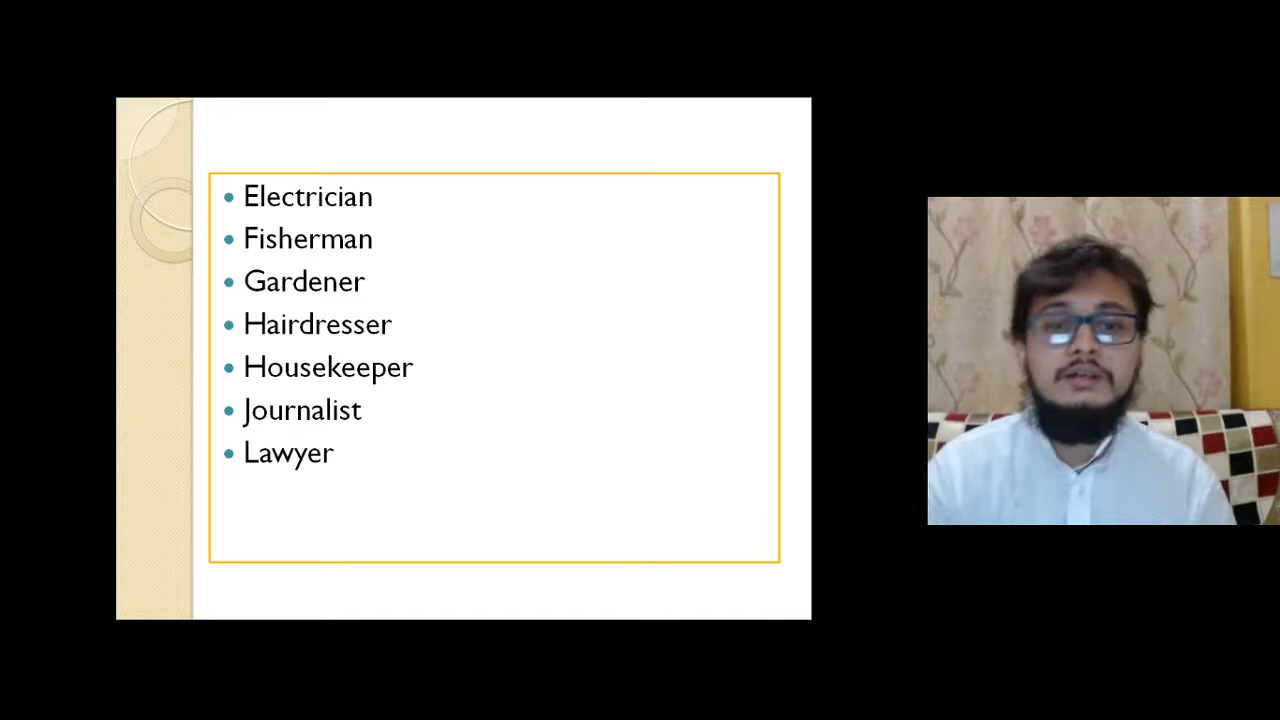 Electrician
Fisherman
Gardener
Hairdresser
Housekeeper
Journalist
Lawyer